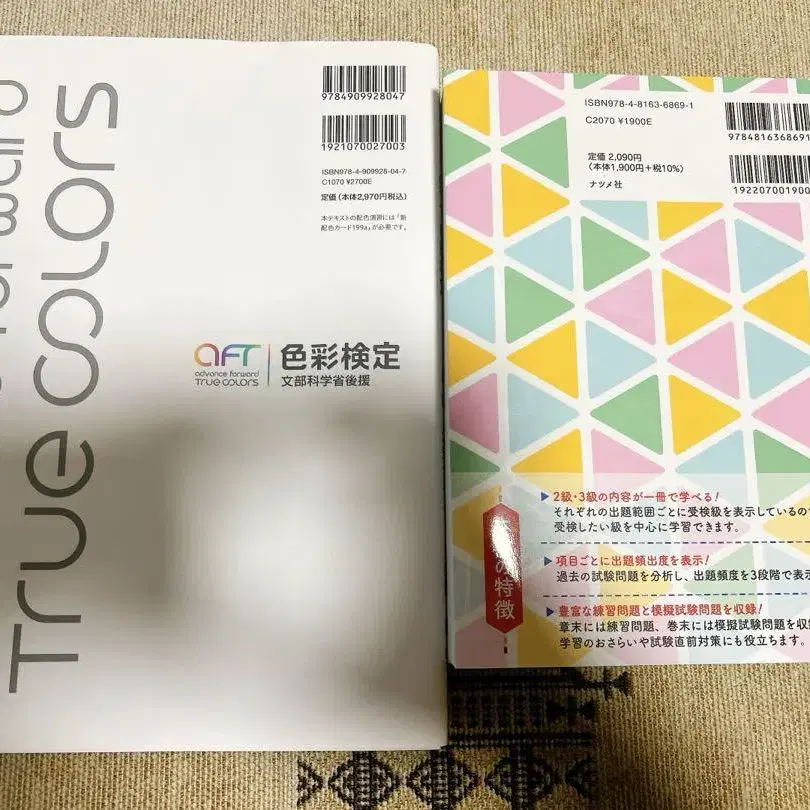 True Colors
9784909928047
1921070027003
ISBN978-4-909928-04-7
C1070 ¥2700E
定価(本体2,970円税込)
本テキストの配色演習には「新
配色カード199a」が必要です。
aft
advance forward
True colors
色彩検定
文部科学省後援
ISBN978-4-8163-6869-1
C2070 ¥1900E
定価 2,090円
(本体1,900円+税10%)
ナツメ社
978481636869
192207001900
の特徴
▶2級・3級の内容が一冊で学べる!
それぞれの出題範囲ごとに受検級を表示しているので
受検したい級を中心に学習できます。
▶項目ごとに出題頻出度を表示!
過去の試験問題を分析し、出題頻度を3段階で表示
▶豊富な練習問題と模擬試験問題を収録!
章末には練習問題、巻末には模擬試験問題を収録
学習のおさらいや試験直前対策にも役立ちます。